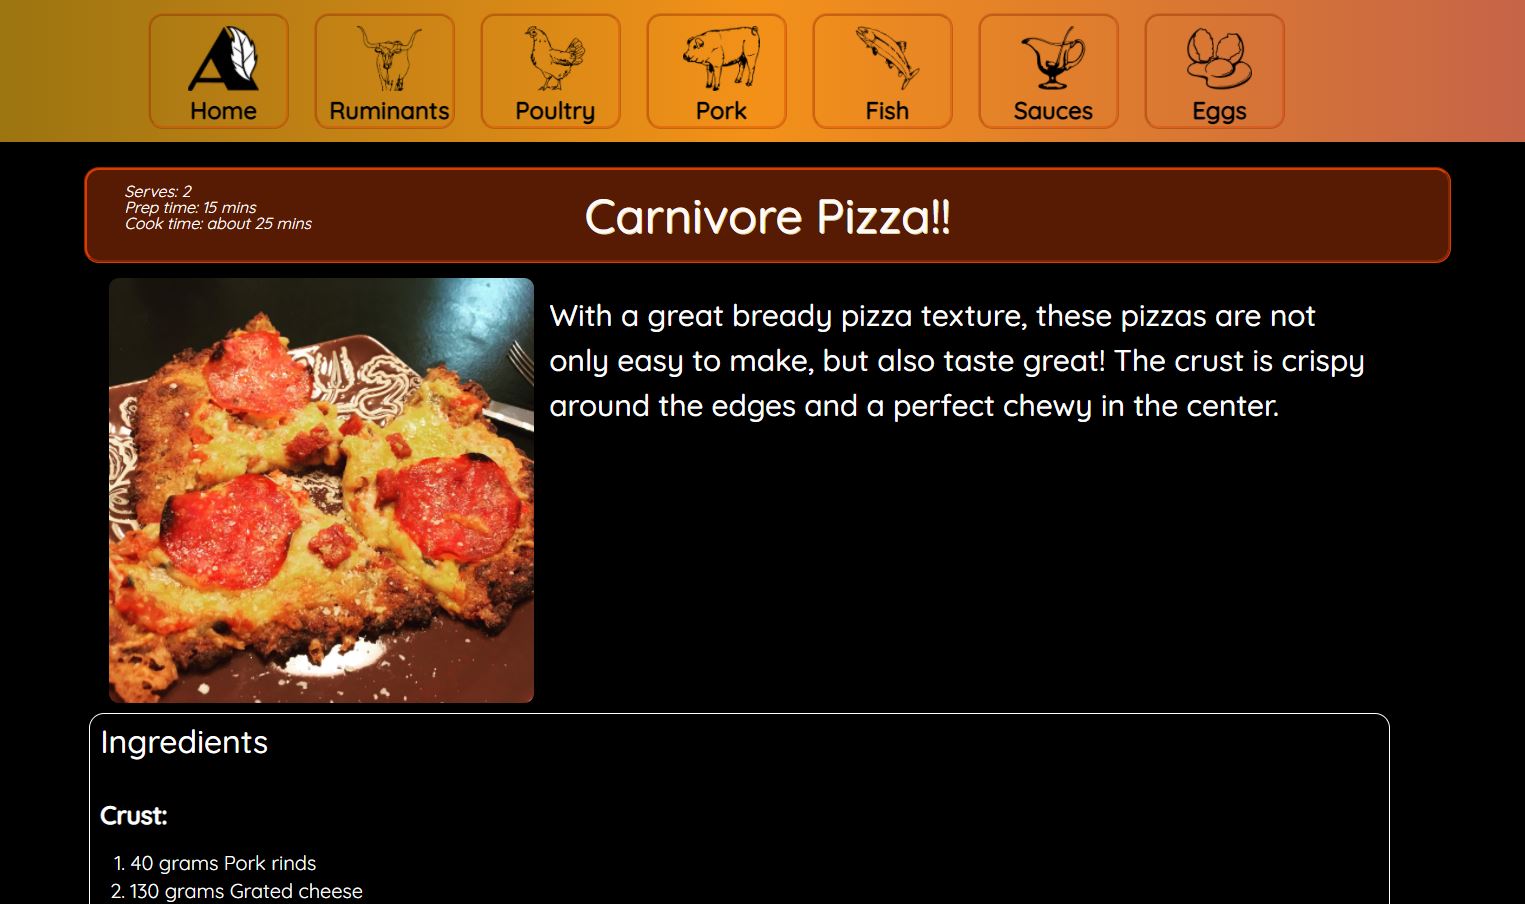 Home
Ruminants
Poultry
Pork
Fish
Sauces
Eggs
Serves: 2
Prep time: 15 mins
Cook time: about 25 mins
Carnivore Pizza!!
With a great bready pizza texture, these pizzas are not
only easy to make, but also taste great! The crust is crispy
around the edges and a perfect chewy in the center.
Ingredients
Crust:
1. 40 grams Pork rinds
2. 130 grams Grated cheese